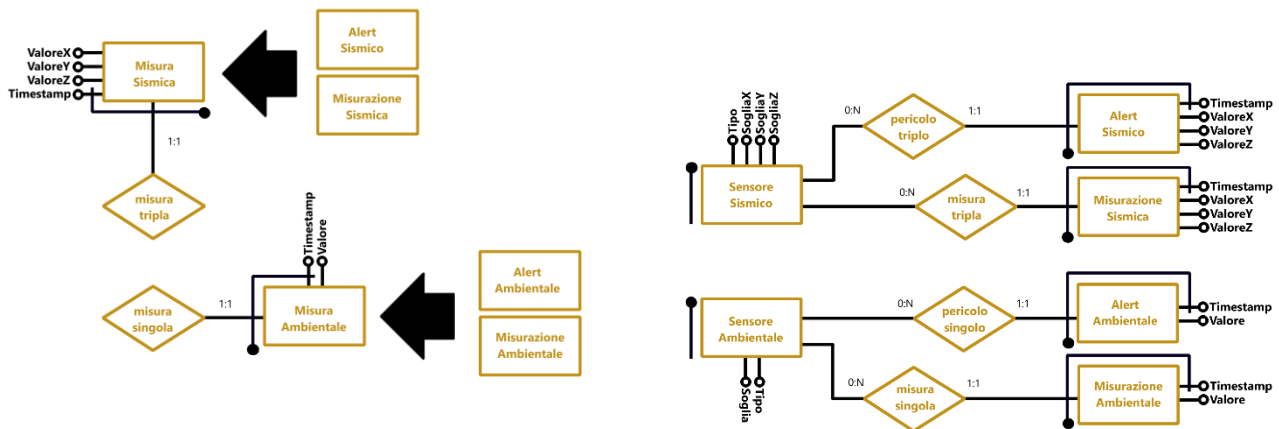 ValoreX
ValoreY
ValoreZ
Timestamp
Misura
Sismica
Alert
Sismico
Misurazione
Sismica
1:1
misura
tripla
Timestamp
Valore
misura
singola
1:1
Misura
Ambientale
Alert
Ambientale
Misurazione
Ambientale
Tipo
SogliaX
SogliaY
SogliaZ
Sensore
Sismico
0:N
pericolo
triplo
1:1
Alert
Sismico
Timestamp
ValoreX
ValoreY
ValoreZ
0:N
misura
tripla
1:1
Misurazione
Sismica
Timestamp
ValoreX
ValoreY
ValoreZ
Sensore
Ambientale
Soglia
Tipo
0:N
pericolo
singolo
1:1
Alert
Ambientale
Timestamp
Valore
0:N
misura
singola
1:1
Misurazione
Ambientale
Timestamp
Valore